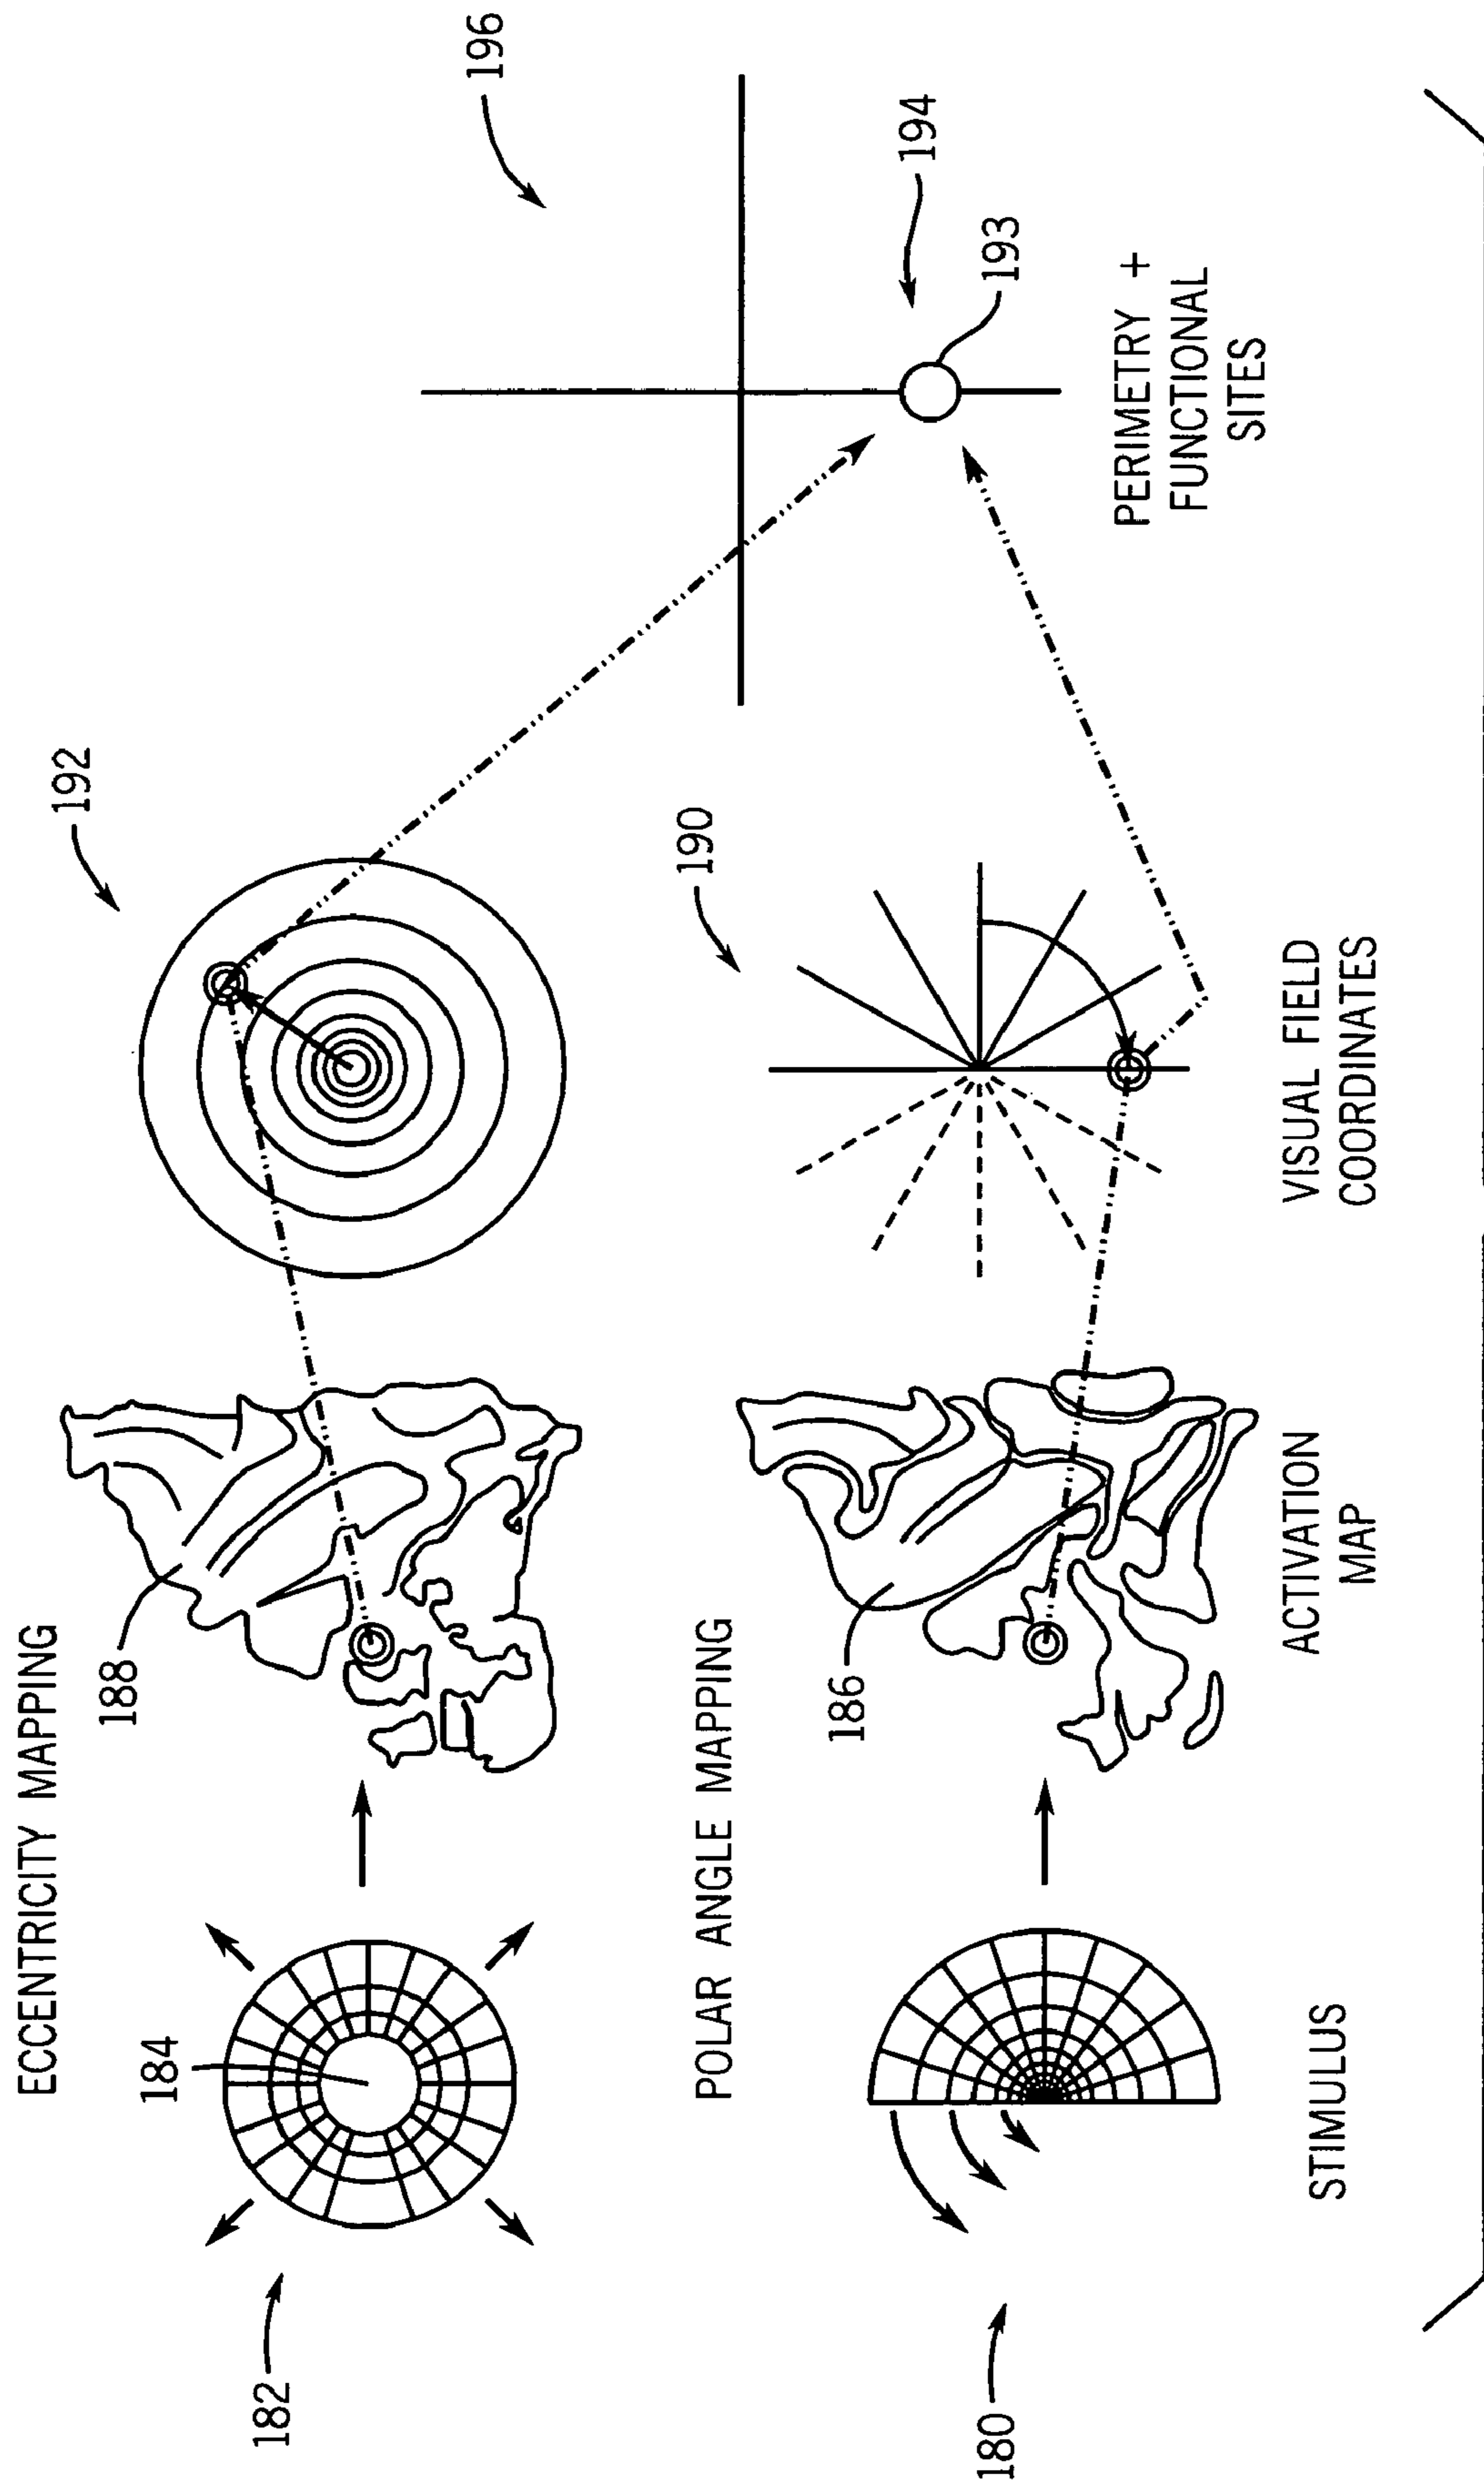 ECCENTRICITY MAPPING
182
184
188
192
196
POLAR ANGLE MAPPING
180
186
190
194
193
STIMULUS
ACTIVATION
MAP
VISUAL FIELD
COORDINATES
PERIMETRY +
FUNCTIONAL
SITES